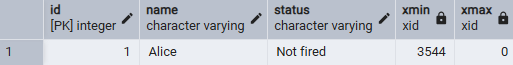 id name status xmin xmax
[PK] integer character varying character varying xid xid
1 1 Alice Not fired 3544 0